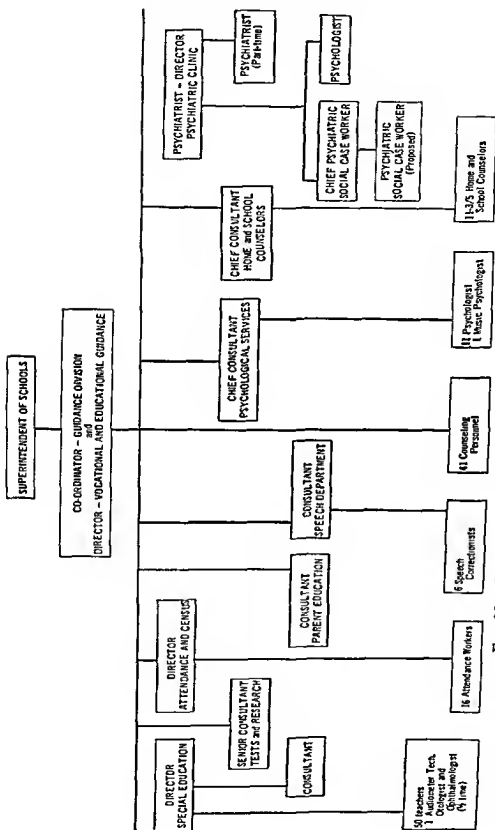 SUPERINTENDENT OF SCHOOLS
CO-ORDINATOR – GUIDANCE DIVISION
and
DIRECTOR – VOCATIONAL AND EDUCATIONAL GUIDANCE
DIRECTOR
SPECIAL EDUCATION
SENIOR CONSULTANT
TESTS and RESEARCH
DIRECTOR
ATTENDANCE AND CENSUS
CONSULTANT
PARENT EDUCATION
CONSULTANT
SPEECH DEPARTMENT
CHIEF CONSULTANT
PSYCHOLOGICAL SERVICES
CHIEF CONSULTANT
HOME and SCHOOL
COUNSELORS
PSYCHIATRIST – DIRECTOR
PSYCHIATRIC CLINIC
PSYCHIATRIST
(Part-time)
CONSULTANT
CHIEF PSYCHIATRIC
SOCIAL CASE WORKER
PSYCHOLOGIST
PSYCHIATRIC
SOCIAL CASE WORKER
(Proposed)
50 teachers
1 Audiometer Tech.
Otologist and
Ophthalmologist
(½ time)
16 Attendance Workers
6 Speech
Correctionists
61 Counseling
Personnel
11 Psychologist
1 Music Psychologist
11-3/5 Home and
School Counselors